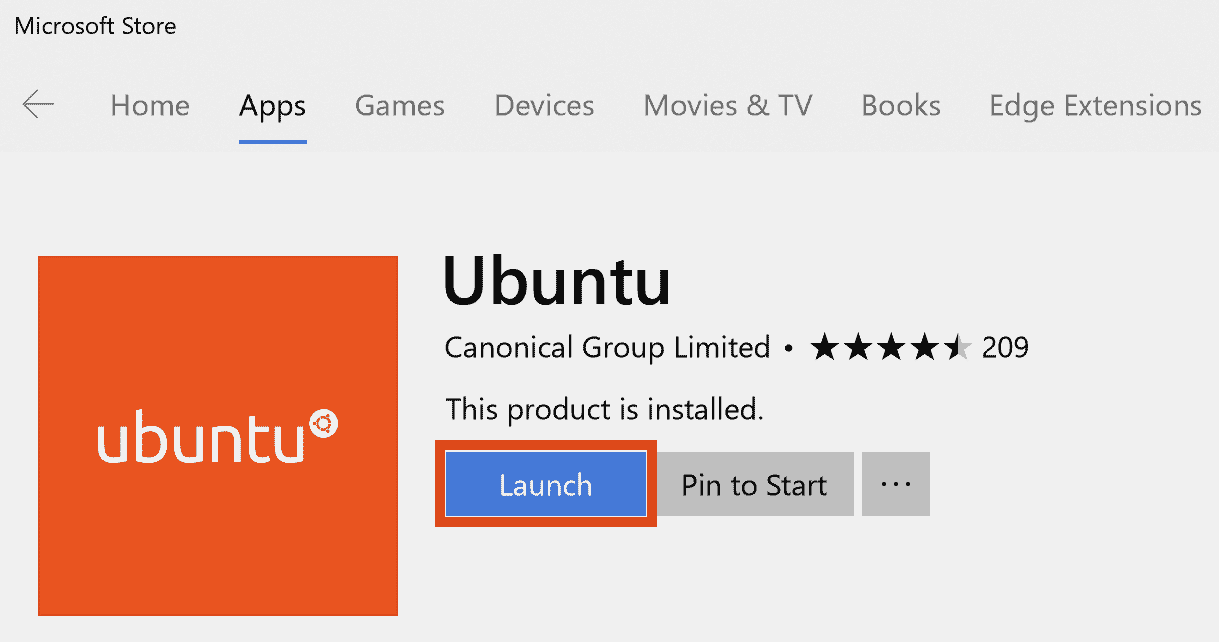 Microsoft Store
Home Apps Games Devices Movies & TV Books Edge Extensions
Ubuntu
Canonical Group Limited • ★★★★★ 209
This product is installed.
ubuntu
Launch Pin to Start ···